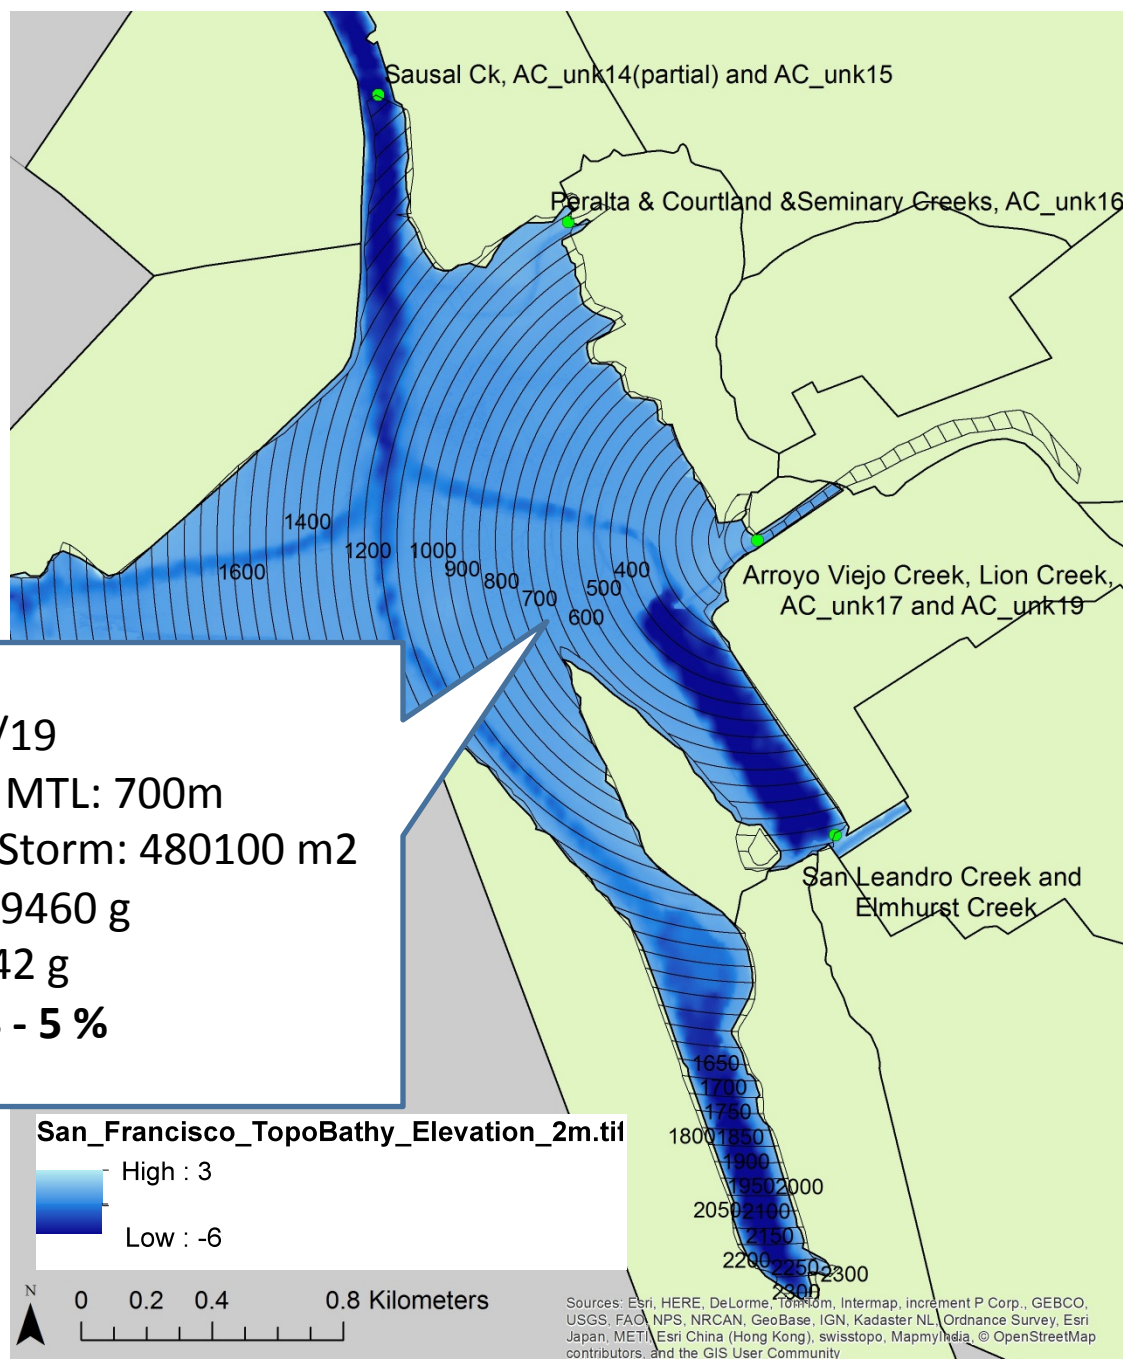 Sausal Ck, AC_unk14(partial) and AC_unk15
Peralta & Courtland &Seminary Creeks, AC_unk16
1400
1200
1000
1600
900
800
700
600
500
400
Arroyo Viejo Creek, Lion Creek,
AC_unk17 and AC_unk19
/19
MTL: 700m
Storm: 480100 m2
9460 g
42 g
- 5 %
San Leandro Creek and
Elmhurst Creek
1650
1700
1750
1800
1850
1900
1950
2000
2050
2100
2150
2200
2250
2300
2300
San_Francisco_TopoBathy_Elevation_2m.tif
High : 3
Low : -6
N
0 0.2 0.4 0.8 Kilometers
Sources: Esri, HERE, DeLorme, TomTom, Intermap, increment P Corp., GEBCO,
USGS, FAO, NPS, NRCAN, GeoBase, IGN, Kadaster NL, Ordnance Survey, Esri
Japan, METI, Esri China (Hong Kong), swisstopo, MapmyIndia, © OpenStreetMap
contributors, and the GIS User Community